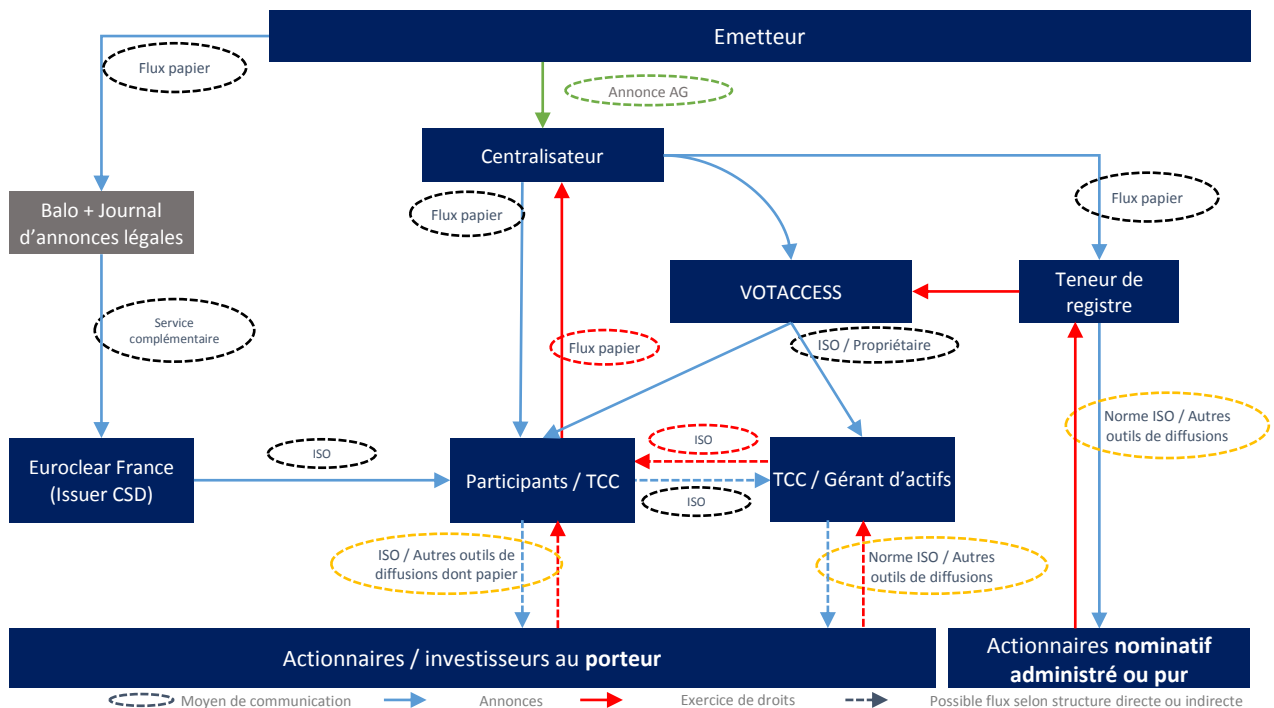 Emetteur
Flux papier
Annonce AG
Centralisateur
Flux papier
Flux papier
Balo + Journal
d'annonces légales
VOTACCESS
Teneur de
registre
Service
complémentaire
Flux papier
ISO / Propriétaire
Norme ISO / Autres
outils de diffusions
ISO
ISO
Euroclear France
(Issuer CSD)
Participants / TCC
TCC / Gérant d'actifs
ISO
ISO / Autres outils de
diffusions dont papier
Norme ISO / Autres
outils de diffusions
Actionnaires / investisseurs au porteur
Actionnaires nominatif
administré ou pur
Moyen de communication
Annonces
Exercice de droits
Possible flux selon structure directe ou indirecte